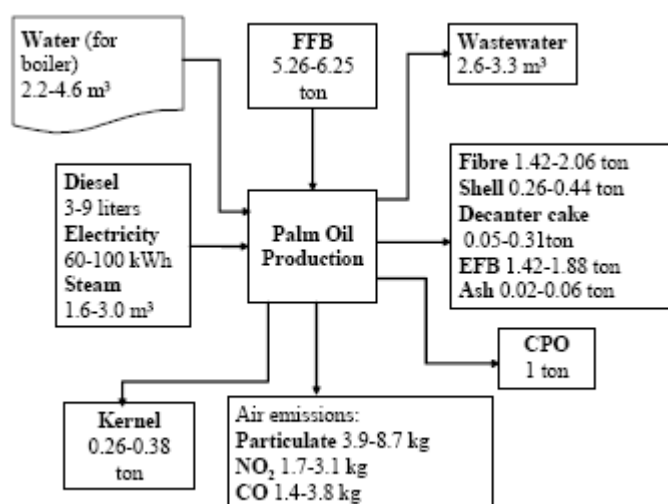 Water (for
boiler)
2.2-4.6 m³
FFB
5.26-6.25
ton
Wastewater
2.6-3.3 m³
Diesel
3-9 liters
Electricity
60-100 kWh
Steam
1.6-3.0 m³
Palm Oil
Production
Fibre 1.42-2.06 ton
Shell 0.26-0.44 ton
Decanter cake
0.05-0.31ton
EFB 1.42-1.88 ton
Ash 0.02-0.06 ton
CPO
1 ton
Kernel
0.26-0.38
ton
Air emissions:
Particulate 3.9-8.7 kg
NO₂ 1.7-3.1 kg
CO 1.4-3.8 kg